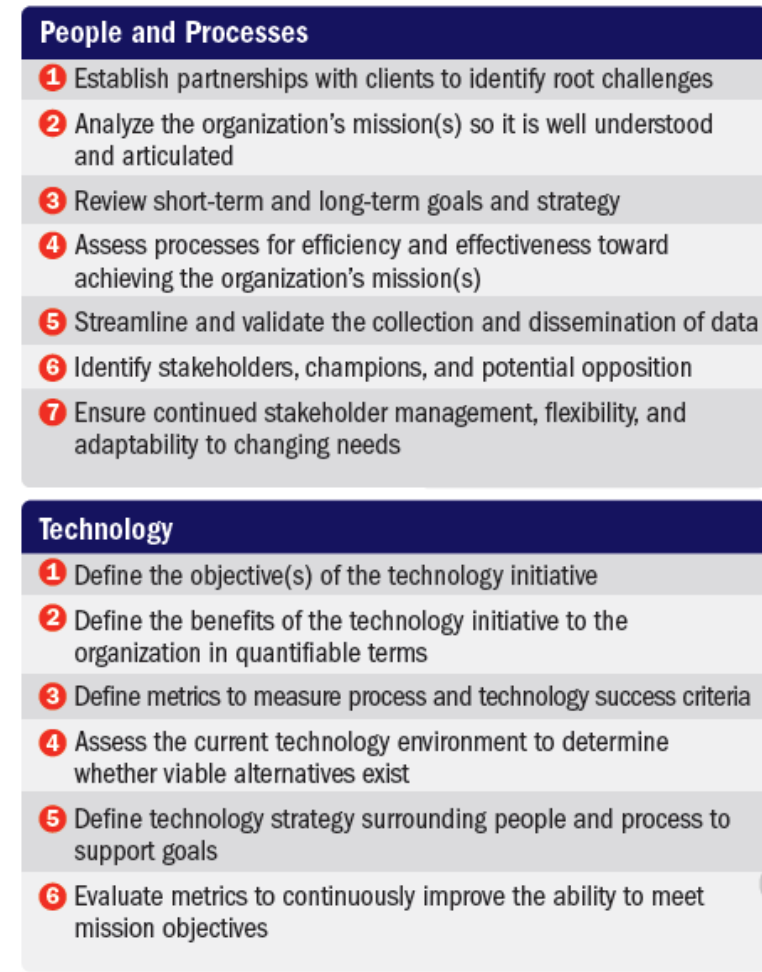 People and Processes
1 Establish partnerships with clients to identify root challenges
2 Analyze the organization's mission(s) so it is well understood
and articulated
3 Review short-term and long-term goals and strategy
4 Assess processes for efficiency and effectiveness toward
achieving the organization's mission(s)
5 Streamline and validate the collection and dissemination of data
6 Identify stakeholders, champions, and potential opposition
7 Ensure continued stakeholder management, flexibility, and
adaptability to changing needs
Technology
1 Define the objective(s) of the technology initiative
2 Define the benefits of the technology initiative to the
organization in quantifiable terms
3 Define metrics to measure process and technology success criteria
4 Assess the current technology environment to determine
whether viable alternatives exist
5 Define technology strategy surrounding people and process to
support goals
6 Evaluate metrics to continuously improve the ability to meet
mission objectives